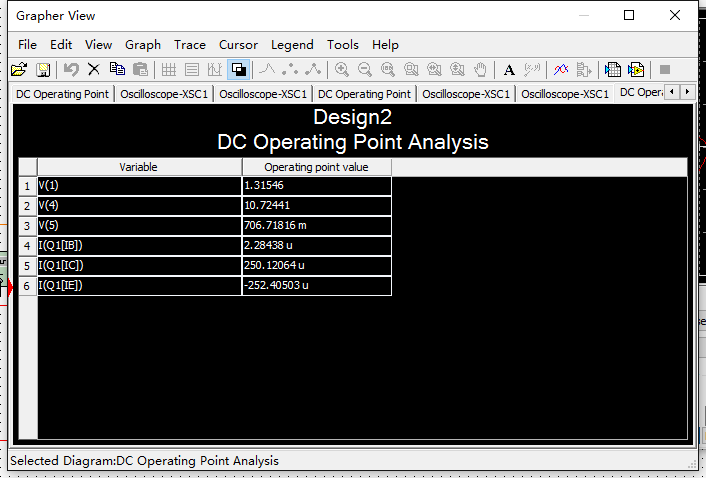 Grapher View
File Edit View Graph Trace Cursor Legend Tools Help
A
DC Operating Point Oscilloscope-XSC1 Oscilloscope-XSC1 DC Operating Point Oscilloscope-XSC1 Oscilloscope-XSC1 DC Opera
Design2
DC Operating Point Analysis
Variable Operating point value
1 V(1) 1.31546
2 V(4) 10.72441
3 V(5) 706.71816 m
4 I(Q1[IB]) 2.28438 u
5 I(Q1[IC]) 250.12064 u
6 I(Q1[IE]) -252.40503 u
Selected Diagram:DC Operating Point Analysis